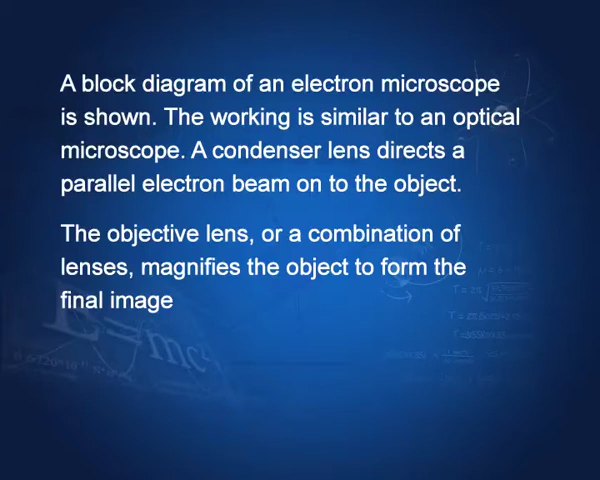 A block diagram of an electron microscope
is shown. The working is similar to an optical
microscope. A condenser lens directs a
parallel electron beam on to the object.
The objective lens, or a combination of
lenses, magnifies the object to form the
final image
E=mc²